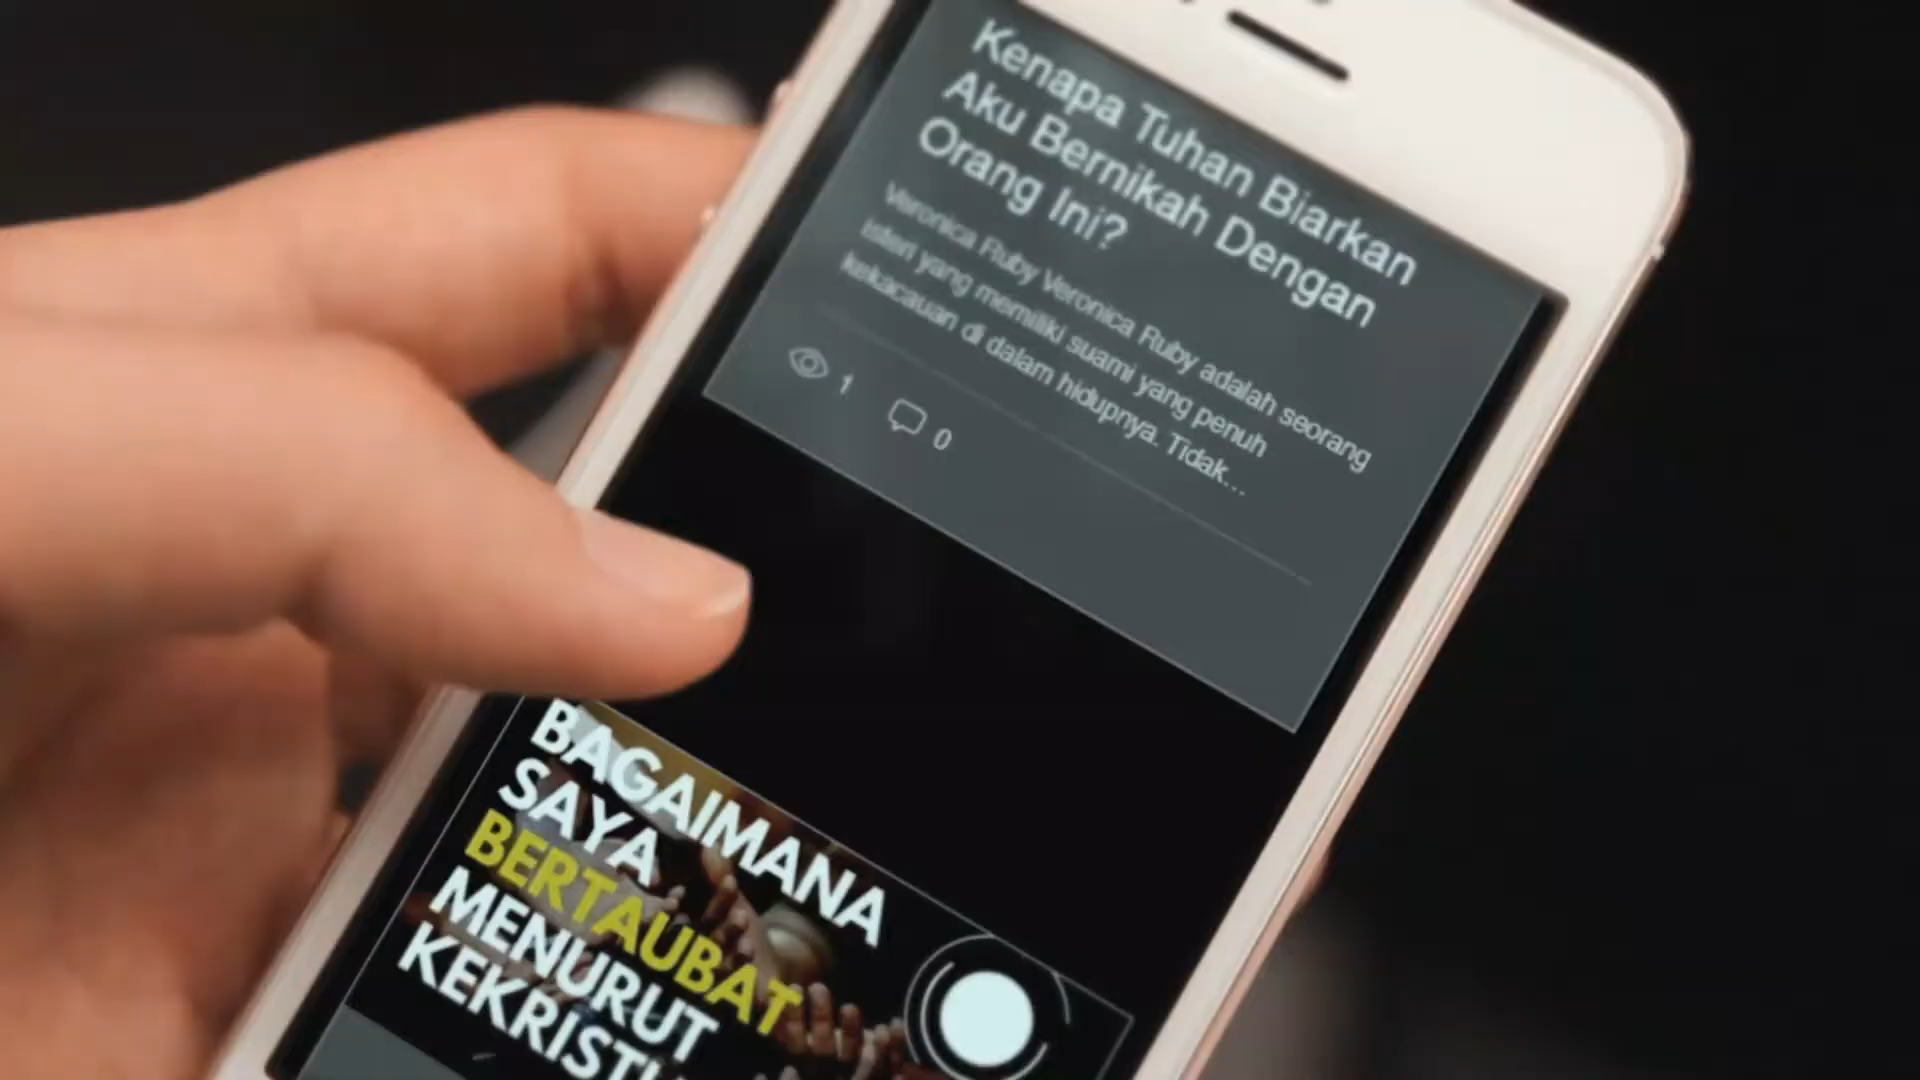 Kenapa Tuhan Biarkan
Aku Bernikah Dengan
Orang Ini?
Veronica Ruby Veronica Ruby adalah seorang
isteri yang memiliki suami yang penuh
kekacauan di dalam hidupnya. Tidak...
1
0
BAGAIMANA
SAYA
BERTAUBAT
MENURUT